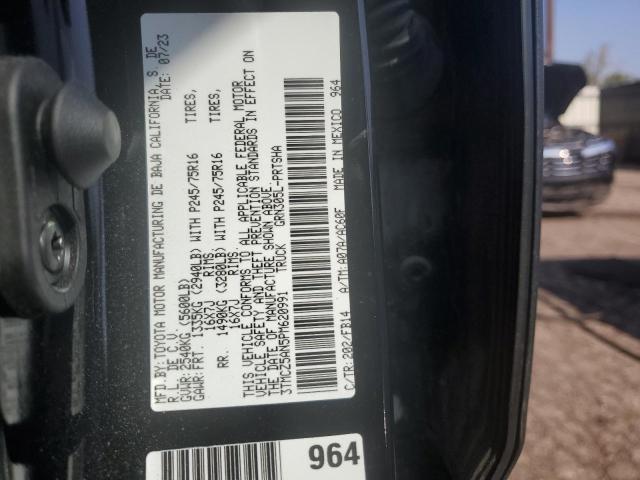 MFD.BY:TOYOTA MOTOR MANUFACTURING DE BAJA CALIFORNIA, S. DE
R. L. DE C.V. DATE: 07/23
GVWR: 2540KG (5600LB)
GAWR: FRT. 1335KG (2940LB) WITH P245/75R16 TIRES,
16X7J RIMS
RR. 1490KG (3280LB) WITH P245/75R16 TIRES,
16X7J RIMS
THIS VEHICLE CONFORMS TO ALL APPLICABLE FEDERAL MOTOR
VEHICLE SAFETY AND THEFT PREVENTION STANDARDS IN EFFECT ON
THE DATE OF MANUFACTURE SHOWN ABOVE.
3TMCZ5AN5PM620991 TRUCK GRN305L-PRTSHA
C/TR:202/FB14 A/TM:A07A/AC60F MADE IN MEXICO 964
964